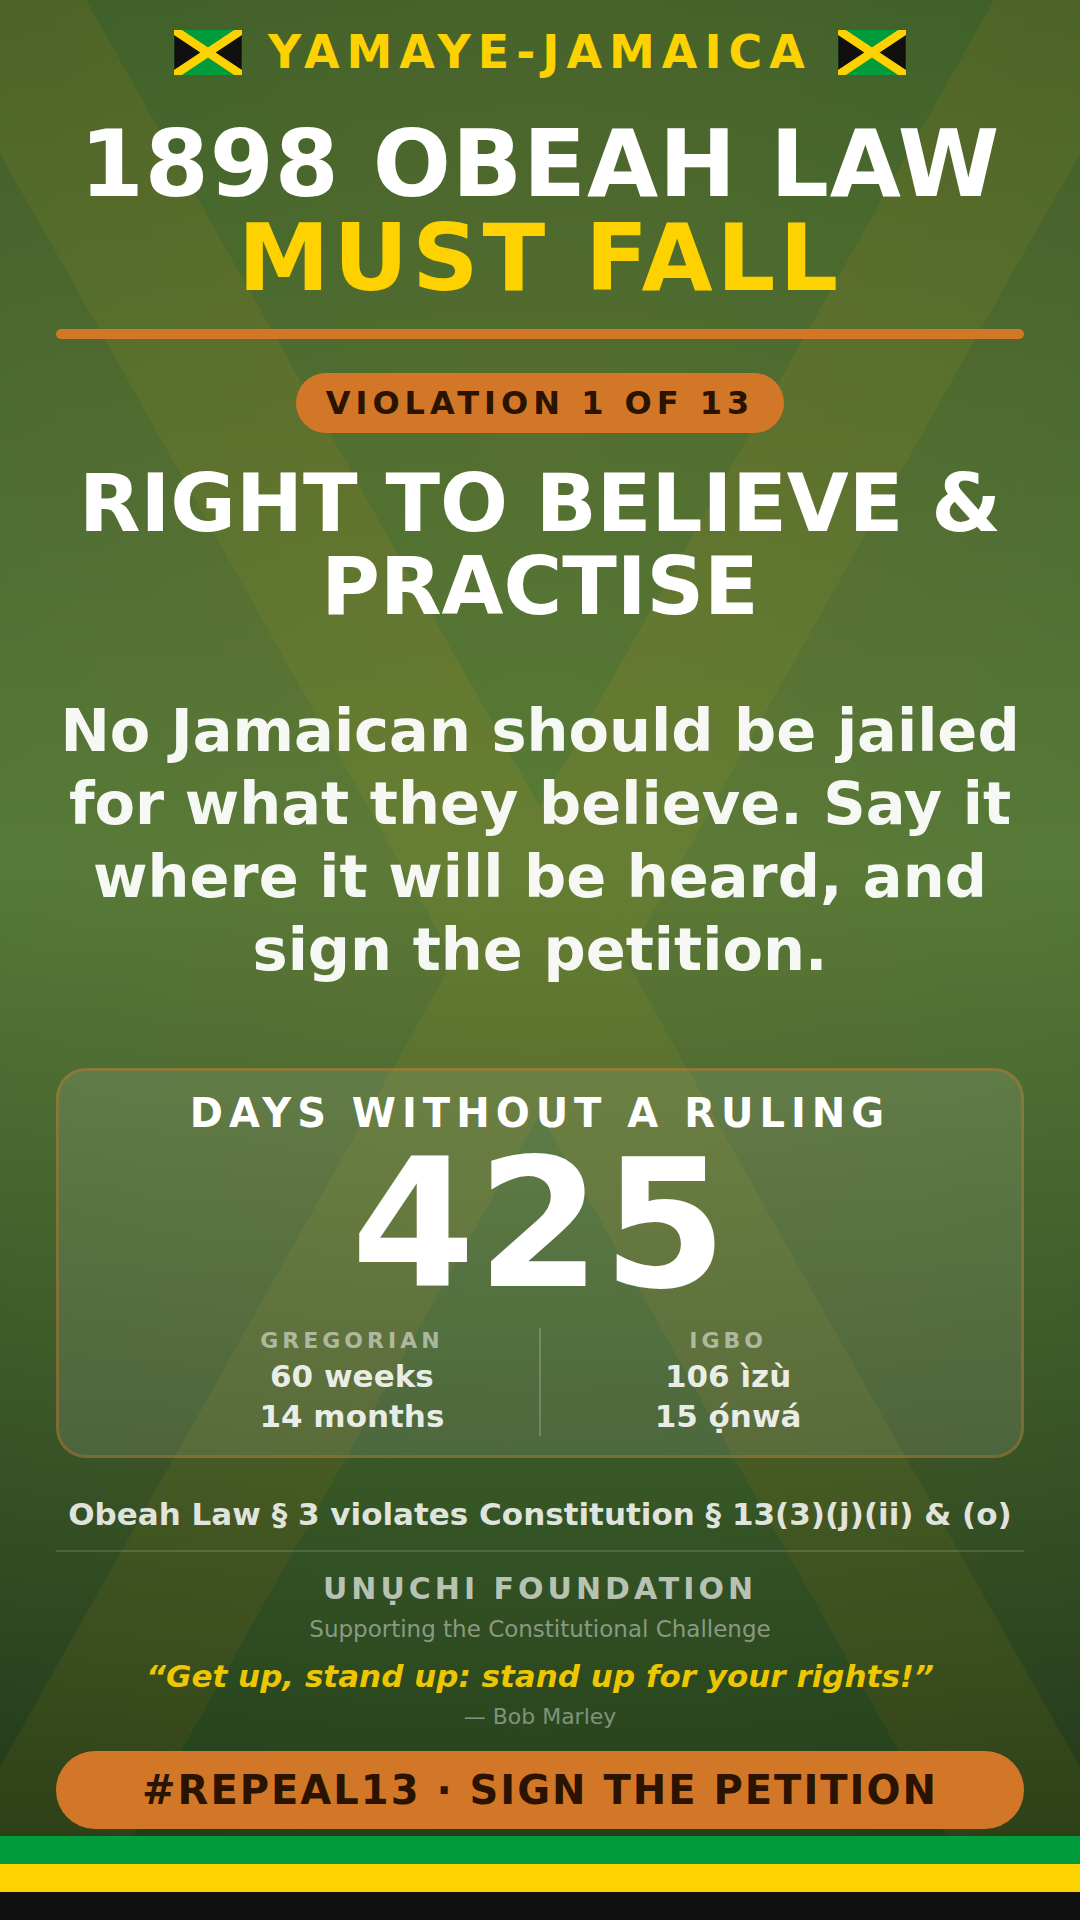 YAMAYE-JAMAICA
1898 OBEAH LAW
MUST FALL
VIOLATION 1 OF 13
RIGHT TO BELIEVE &
PRACTISE
No Jamaican should be jailed
for what they believe. Say it
where it will be heard, and
sign the petition.
DAYS WITHOUT A RULING
425
GREGORIAN
60 weeks
14 months
IGBO
106 ìzù
15 ọ́nwá
Obeah Law § 3 violates Constitution § 13(3)(j)(ii) & (o)
UNỤCHI FOUNDATION
Supporting the Constitutional Challenge
“Get up, stand up: stand up for your rights!”
— Bob Marley
#REPEAL13 · SIGN THE PETITION